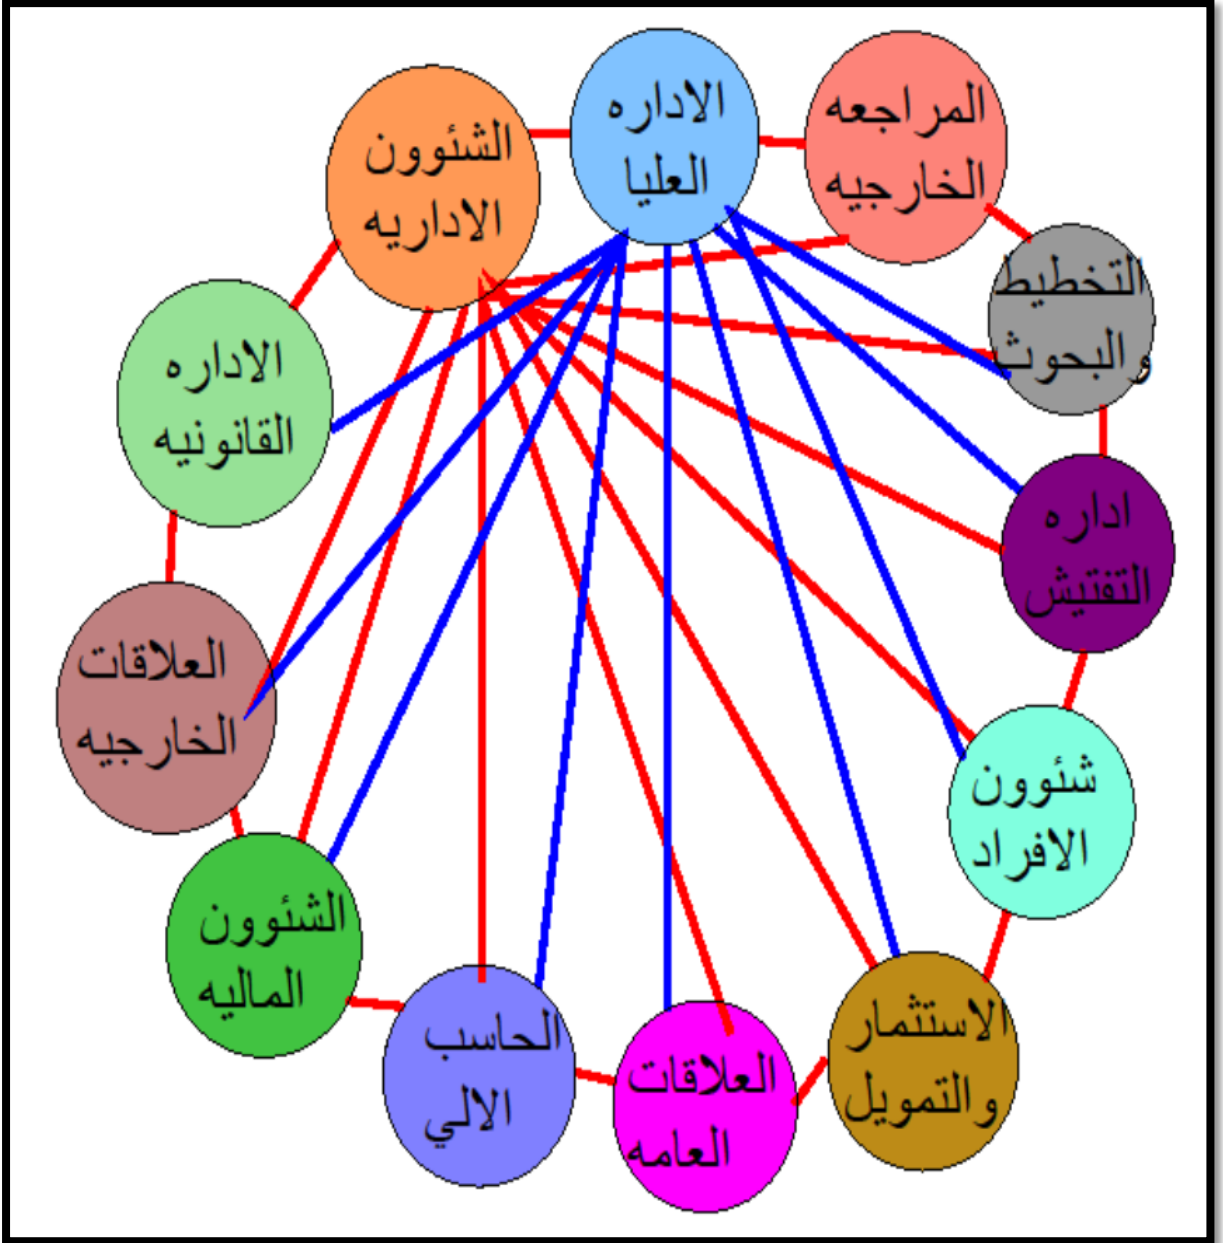 الاداره
العليا
المراجعه
الخارجيه
التخطيط
والبحوث
اداره
التفتيش
شئوون
الافراد
الاستثمار
والتمويل
العلاقات
العامه
الحاسب
الالي
الشئوون
الماليه
العلاقات
الخارجيه
الاداره
القانونيه
الشئوون
الاداريه